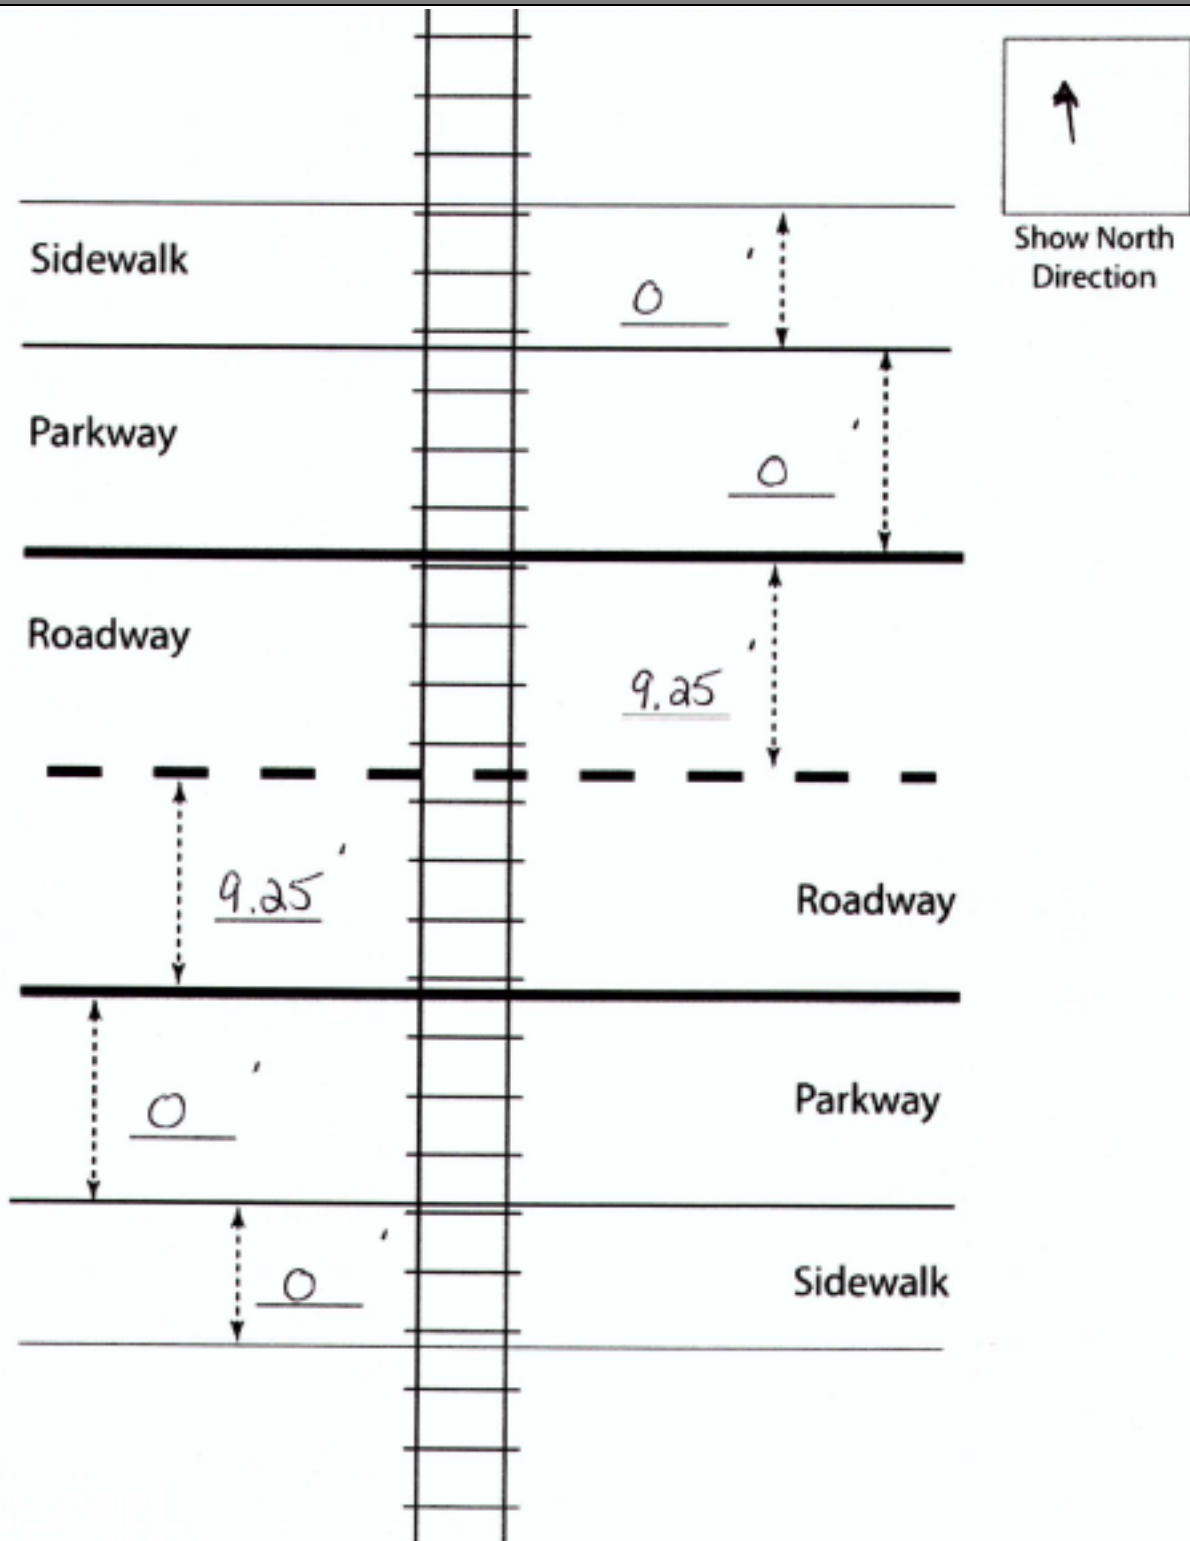 Show North
Direction
Sidewalk
0 '
Parkway
0 '
Roadway
9.25 '
9.25 '
Roadway
0 '
Parkway
0 '
Sidewalk